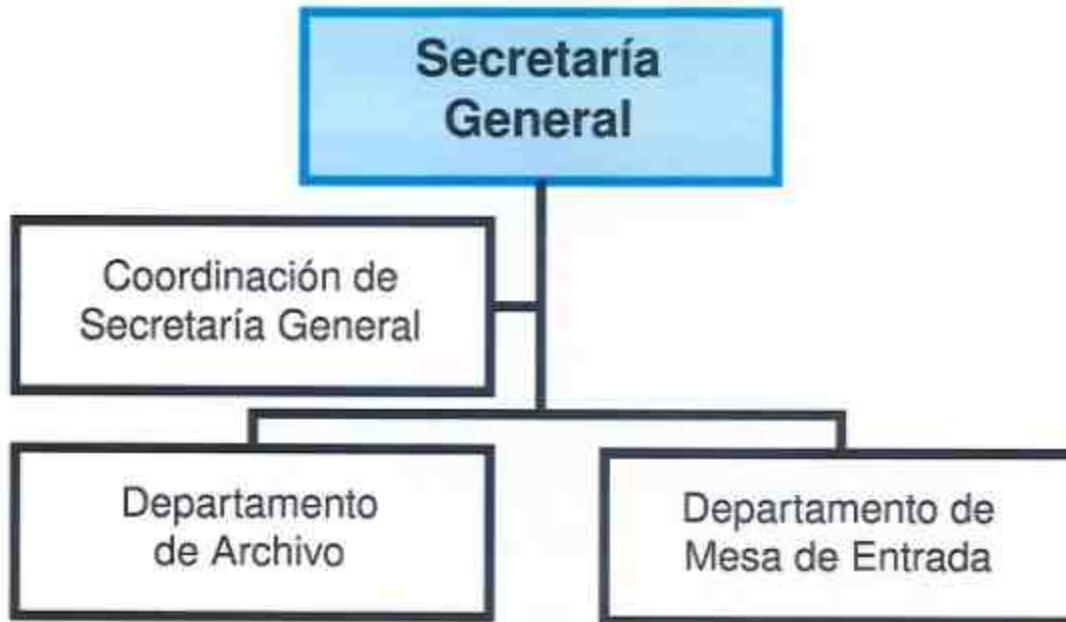 Secretaría
General
Coordinación de
Secretaría General
Departamento
de Archivo
Departamento de
Mesa de Entrada